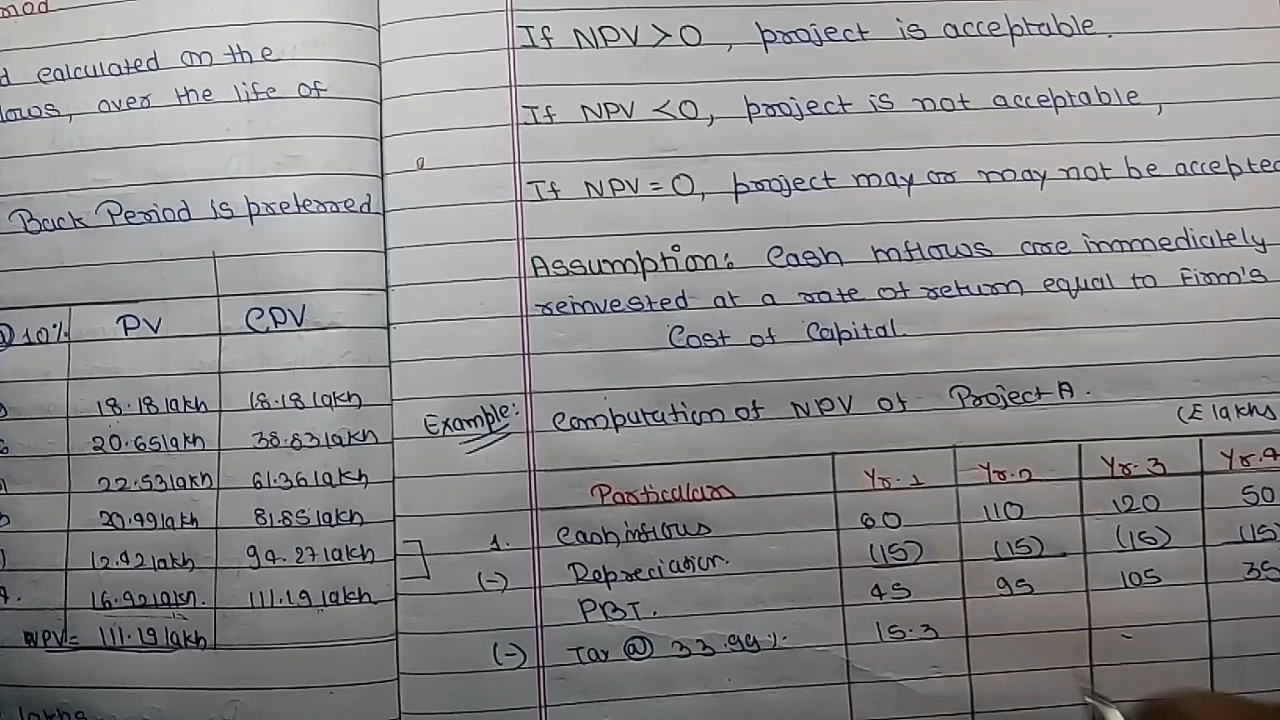 d calculated on the
lows, over the life of
Back Period is preferred
10% PV CPV
18.18 lakh 18.18 lakh
20.65 lakh 38.83 lakh
22.53 lakh 61.36 lakh
81.85 lakh
12.42 lakh 94.27 lakh
16.92 lakh. 111.19 lakh
NPV= 111.19 lakh
If NPV>0, project is acceptable.
If NPV <0, project is not acceptable,
If NPV=0, project may or may not be accepted
Assumption: Cash inflows are immediately
reinvested at a rate of return equal to Firm's
Cost of Capital.
Example: Computation of NPV of Project A.
lakhs
Particulars Yr.1 Yr.2 Yr.3 Yr.4
1. Cash inflows 60 110 120 50
(-) Depreciation. (15) (15) (15) (15
PBT. 45 95 105 35
(-) Tax @ 33.99%. 15.3
lakhs